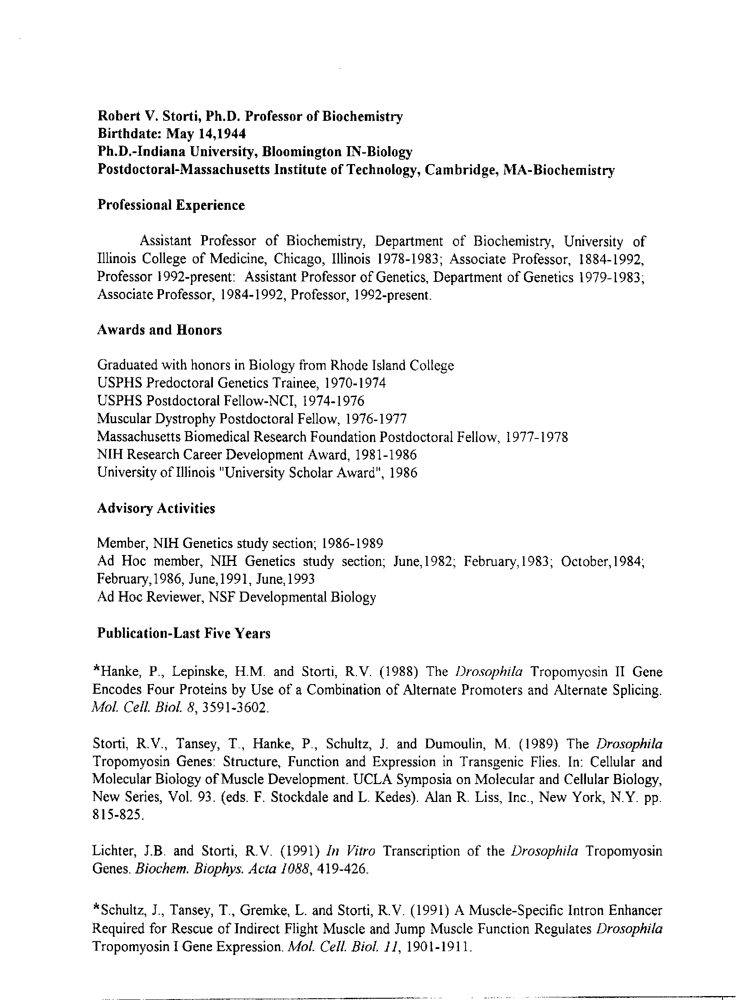 Robert V. Storti, Ph.D. Professor of Biochemistry
Birthdate: May 14,1944
Ph.D.-Indiana University, Bloomington IN-Biology
Postdoctoral-Massachusetts Institute of Technology, Cambridge, MA-Biochemistry
Professional Experience
Assistant Professor of Biochemistry, Department of Biochemistry, University of
Illinois College of Medicine, Chicago, Illinois 1978-1983; Associate Professor, 1884-1992,
Professor 1992-present: Assistant Professor of Genetics, Department of Genetics 1979-1983;
Associate Professor, 1984-1992, Professor, 1992-present.
Awards and Honors
Graduated with honors in Biology from Rhode Island College
USPHS Predoctoral Genetics Trainee, 1970-1974
USPHS Postdoctoral Fellow-NCI, 1974-1976
Muscular Dystrophy Postdoctoral Fellow, 1976-1977
Massachusetts Biomedical Research Foundation Postdoctoral Fellow, 1977-1978
NIH Research Career Development Award, 1981-1986
University of Illinois "University Scholar Award", 1986
Advisory Activities
Member, NIH Genetics study section; 1986-1989
Ad Hoc member, NIH Genetics study section; June,1982; February,1983; October,1984;
February,1986, June,1991, June,1993
Ad Hoc Reviewer, NSF Developmental Biology
Publication-Last Five Years
*Hanke, P., Lepinske, H.M. and Storti, R.V. (1988) The Drosophila Tropomyosin II Gene
Encodes Four Proteins by Use of a Combination of Alternate Promoters and Alternate Splicing.
Mol. Cell. Biol. 8, 3591-3602.
Storti, R.V., Tansey, T., Hanke, P., Schultz, J. and Dumoulin, M. (1989) The Drosophila
Tropomyosin Genes: Structure, Function and Expression in Transgenic Flies. In: Cellular and
Molecular Biology of Muscle Development. UCLA Symposia on Molecular and Cellular Biology,
New Series, Vol. 93. (eds. F. Stockdale and L. Kedes). Alan R. Liss, Inc., New York, N.Y. pp.
815-825.
Lichter, J.B. and Storti, R.V. (1991) In Vitro Transcription of the Drosophila Tropomyosin
Genes. Biochem. Biophys. Acta 1088, 419-426.
*Schultz, J., Tansey, T., Gremke, L. and Storti, R.V. (1991) A Muscle-Specific Intron Enhancer
Required for Rescue of Indirect Flight Muscle and Jump Muscle Function Regulates Drosophila
Tropomyosin I Gene Expression. Mol. Cell. Biol. 11, 1901-1911.